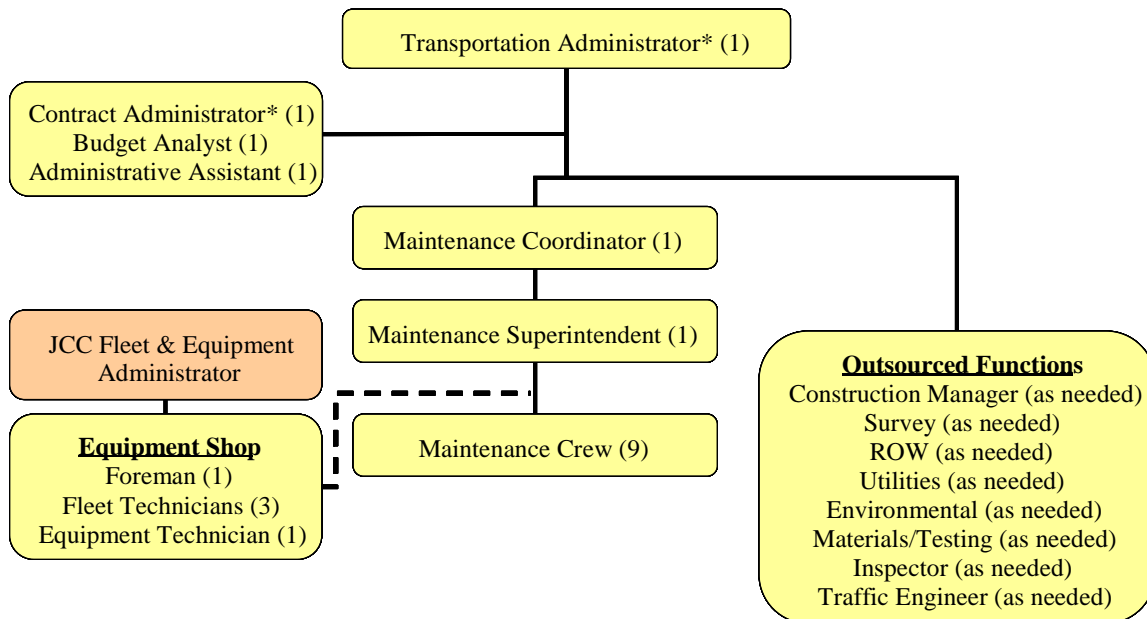 Transportation Administrator* (1)
Contract Administrator* (1)
Budget Analyst (1)
Administrative Assistant (1)
Maintenance Coordinator (1)
Maintenance Superintendent (1)
JCC Fleet & Equipment
Administrator
Equipment Shop
Foreman (1)
Fleet Technicians (3)
Equipment Technician (1)
Maintenance Crew (9)
Outsourced Functions
Construction Manager (as needed)
Survey (as needed)
ROW (as needed)
Utilities (as needed)
Environmental (as needed)
Materials/Testing (as needed)
Inspector (as needed)
Traffic Engineer (as needed)